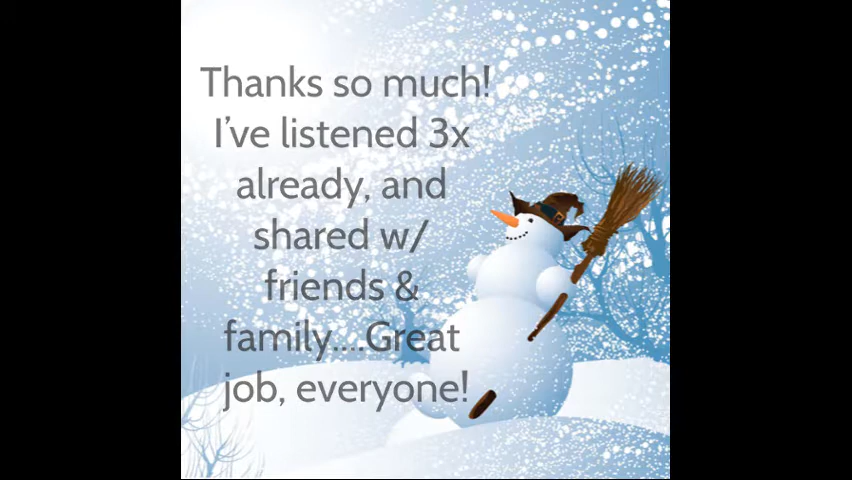 Thanks so much!
I've listened 3x
already, and
shared w/
friends &
family....Great
job, everyone!